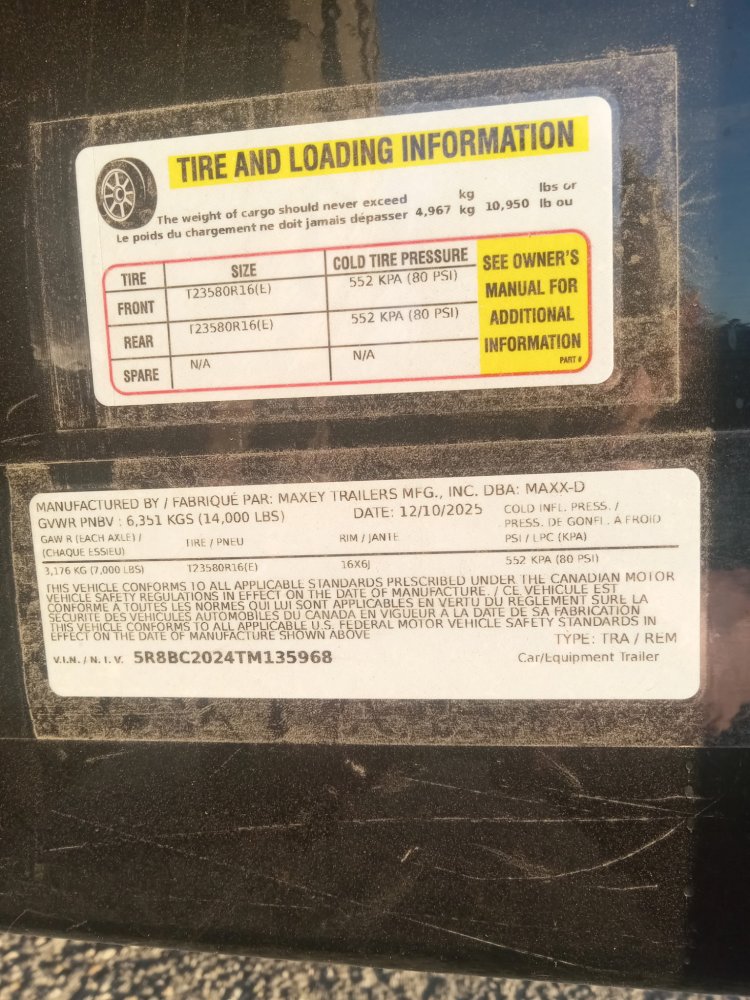 TIRE AND LOADING INFORMATION
The weight of cargo should never exceed kg lbs or
Le poids du chargement ne doit jamais dépasser 4,967 kg 10,950 lb ou
TIRE SIZE COLD TIRE PRESSURE SEE OWNER'S
MANUAL FOR
ADDITIONAL
INFORMATION
PART #
FRONT T23580R16(E) 552 KPA (80 PSI)
REAR T23580R16(E) 552 KPA (80 PSI)
SPARE N/A N/A
MANUFACTURED BY / FABRIQUÉ PAR: MAXEY TRAILERS MFG., INC. DBA: MAXX-D
GVWR PNBV : 6,351 KGS (14,000 LBS) DATE: 12/10/2025 COLD INFL. PRESS. /
PRESS. DE GONFL. A FROID
GAW R (EACH AXLE) / TIRE / PNEU RIM / JANTE PSI / LPC (KPA)
(CHAQUE ESSIEU)
3,176 KG (7,000 LBS) T23580R16(E) 16X6J 552 KPA (80 PSI)
THIS VEHICLE CONFORMS TO ALL APPLICABLE STANDARDS PRESCRIBED UNDER THE CANADIAN MOTOR
VEHICLE SAFETY REGULATIONS IN EFFECT ON THE DATE OF MANUFACTURE. / CE VEHICULE EST
CONFORME A TOUTES LES NORMES QUI LUI SONT APPLICABLES EN VERTU DU REGLEMENT SURE LA
SECURITE DES VEHICULES AUTOMOBILES DU CANADA EN VIGUEUR A LA DATE DE SA FABRICATION
THIS VEHICLE CONFORMS TO ALL APPLICABLE U.S. FEDERAL MOTOR VEHICLE SAFETY STANDARDS IN
EFFECT ON THE DATE OF MANUFACTURE SHOWN ABOVE
TYPE: TRA / REM
V.I.N. / N. I. V. 5R8BC2024TM135968 Car/Equipment Trailer